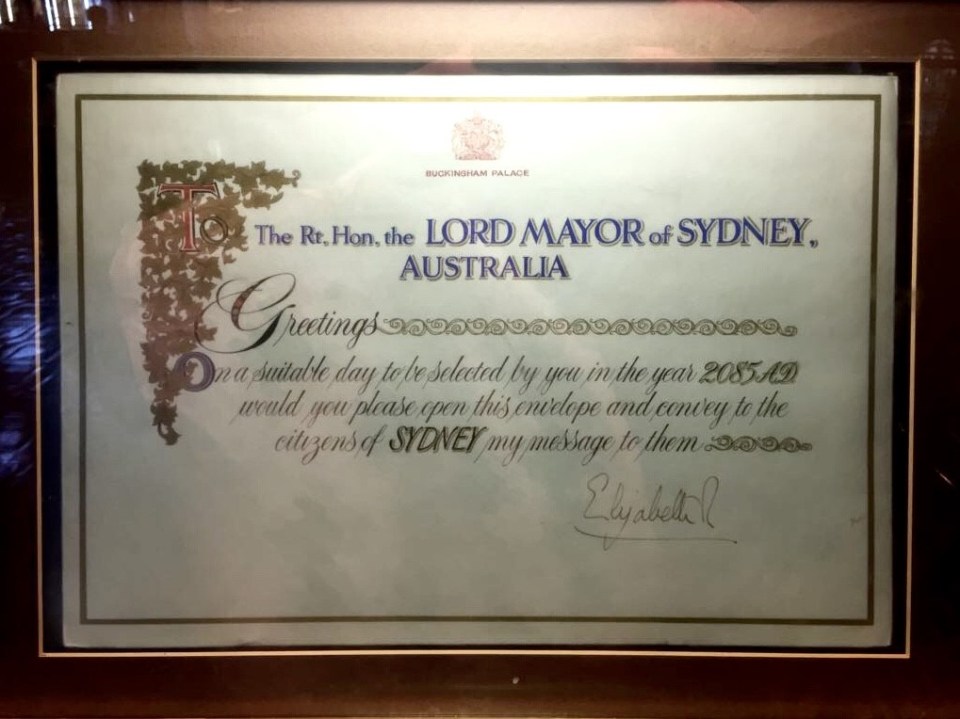 BUCKINGHAM PALACE
To The Rt. Hon. the LORD MAYOR of SYDNEY,
AUSTRALIA
Greetings
On a suitable day to be selected by you in the year 2085 A.D
would you please open this envelope and convey to the
citizens of SYDNEY my message to them
Elizabeth R